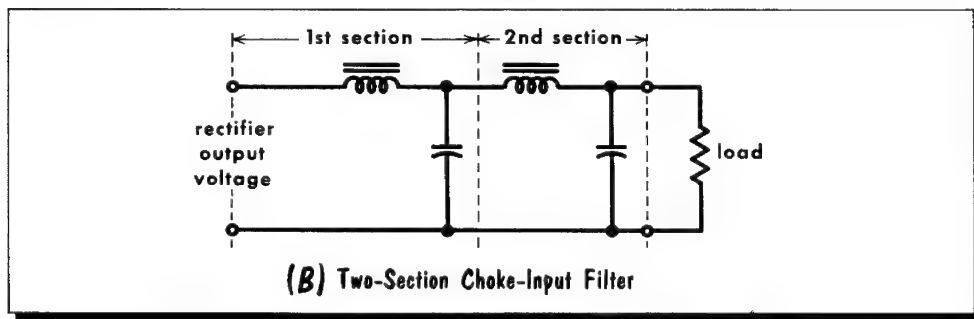 1st section
2nd section
rectifier
output
voltage
load
(B) Two-Section Choke-Input Filter